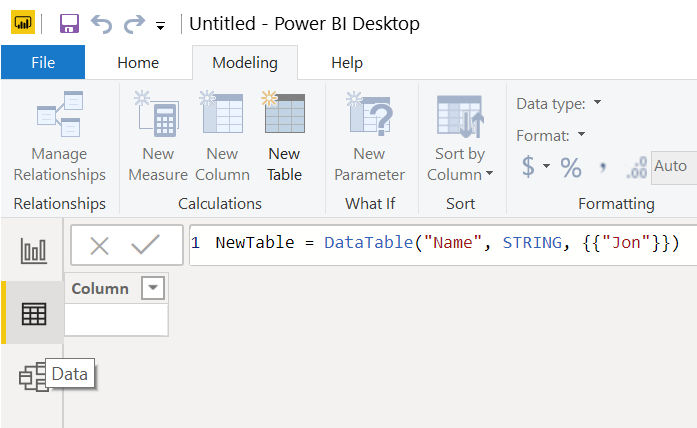 Untitled - Power BI Desktop
File Home Modeling Help
Manage Relationships
New Measure
New Column
New Table
New Parameter
Sort by Column
Data type:
Format:
$ % , .00 Auto
Relationships Calculations What If Sort Formatting
1 NewTable = DataTable("Name", STRING, {{"Jon"}})
Column
Data